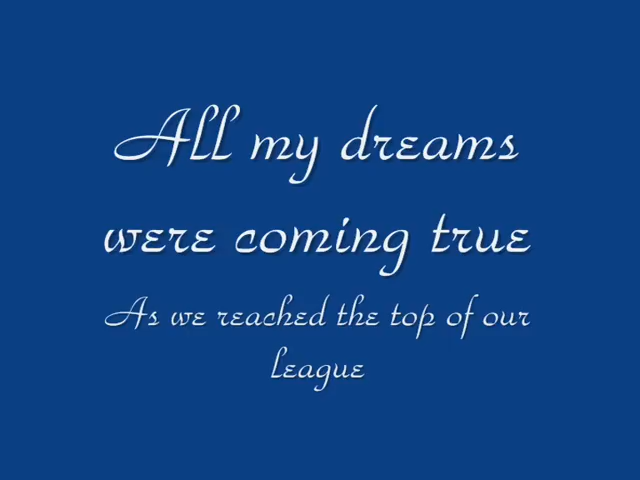 All my dreams
were coming true
As we reached the top of our
league